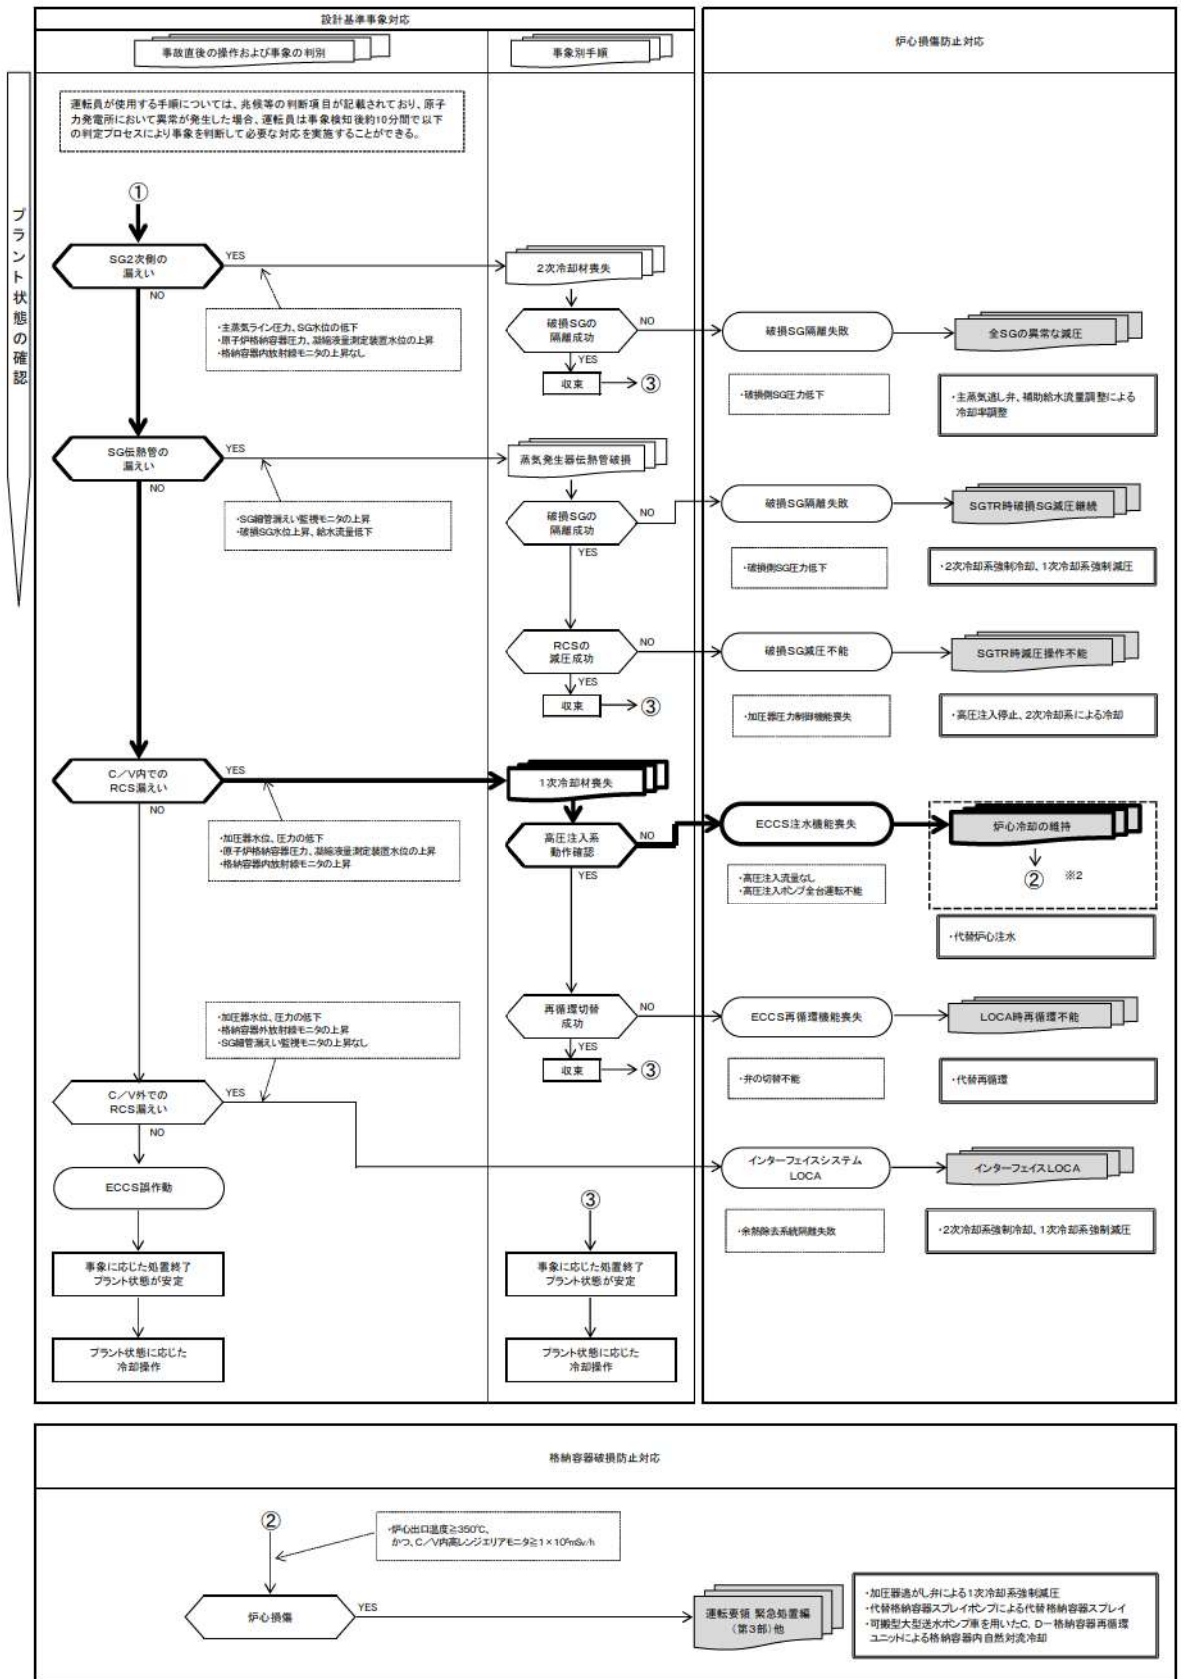 設計基準事象対応
事故直後の操作および事象の判別
事象別手順
炉心損傷防止対応
プラント状態の確認
運転員が使用する手順については、兆候等の判断項目が記載されており、原子
力発電所において異常が発生した場合、運転員は事象検知後約10分間で以下
の判定プロセスにより事象を判断して必要な対応を実施することができる。
①
SG2次側の
漏えい
YES
NO
・主蒸気ライン圧力、SG水位の低下
・原子炉格納容器圧力、凝縮液量測定装置水位の上昇
・格納容器内放射線モニタの上昇なし
2次冷却材喪失
破損SGの
隔離成功
NO
YES
収束
③
破損SG隔離失敗
全SGの異常な減圧
・破損側SG圧力低下
・主蒸気逃し弁、補助給水流量調整による
冷却率調整
SG伝熱管の
漏えい
YES
NO
・SG細管漏えい監視モニタの上昇
・破損SG水位上昇、給水流量低下
蒸気発生器伝熱管破損
破損SGの
隔離成功
NO
YES
破損SG隔離失敗
SGTR時破損SG減圧継続
・破損側SG圧力低下
・2次冷却系強制冷却、1次冷却系強制減圧
RCSの
減圧成功
NO
YES
収束
③
破損SG減圧不能
SGTR時減圧操作不能
・加圧器圧力制御機能喪失
・高圧注入停止、2次冷却系による冷却
C/V内での
RCS漏えい
YES
NO
・加圧器水位、圧力の低下
・原子炉格納容器圧力、凝縮液量測定装置水位の上昇
・格納容器内放射線モニタの上昇
1次冷却材喪失
高圧注入系
動作確認
NO
YES
ECCS注水機能喪失
炉心冷却の維持
②
※2
・高圧注入流量なし
・高圧注入ポンプ全台運転不能
・代替炉心注水
・加圧器水位、圧力の低下
・格納容器外放射線モニタの上昇
・SG細管漏えい監視モニタの上昇なし
再循環切替
成功
NO
YES
収束
③
ECCS再循環機能喪失
LOCA時再循環不能
・弁の切替不能
・代替再循環
C/V外での
RCS漏えい
YES
NO
インターフェイスシステム
LOCA
インターフェイスLOCA
・余熱除去系統隔離失敗
・2次冷却系強制冷却、1次冷却系強制減圧
ECCS誤作動
事象に応じた処置終了
プラント状態が安定
プラント状態に応じた
冷却操作
③
事象に応じた処置終了
プラント状態が安定
プラント状態に応じた
冷却操作
格納容器破損防止対応
②
・炉心出口温度≧350℃、
かつ、C/V内高レンジエリアモニタ≧1×10⁵mSv/h
炉心損傷
YES
運転要領 緊急処置編
(第3部)他
・加圧器逃がし弁による1次冷却系強制減圧
・代替格納容器スプレイポンプによる代替格納容器スプレイ
・可搬型大型送水ポンプ車を用いたC、D-格納容器再循環
ユニットによる格納容器内自然対流冷却